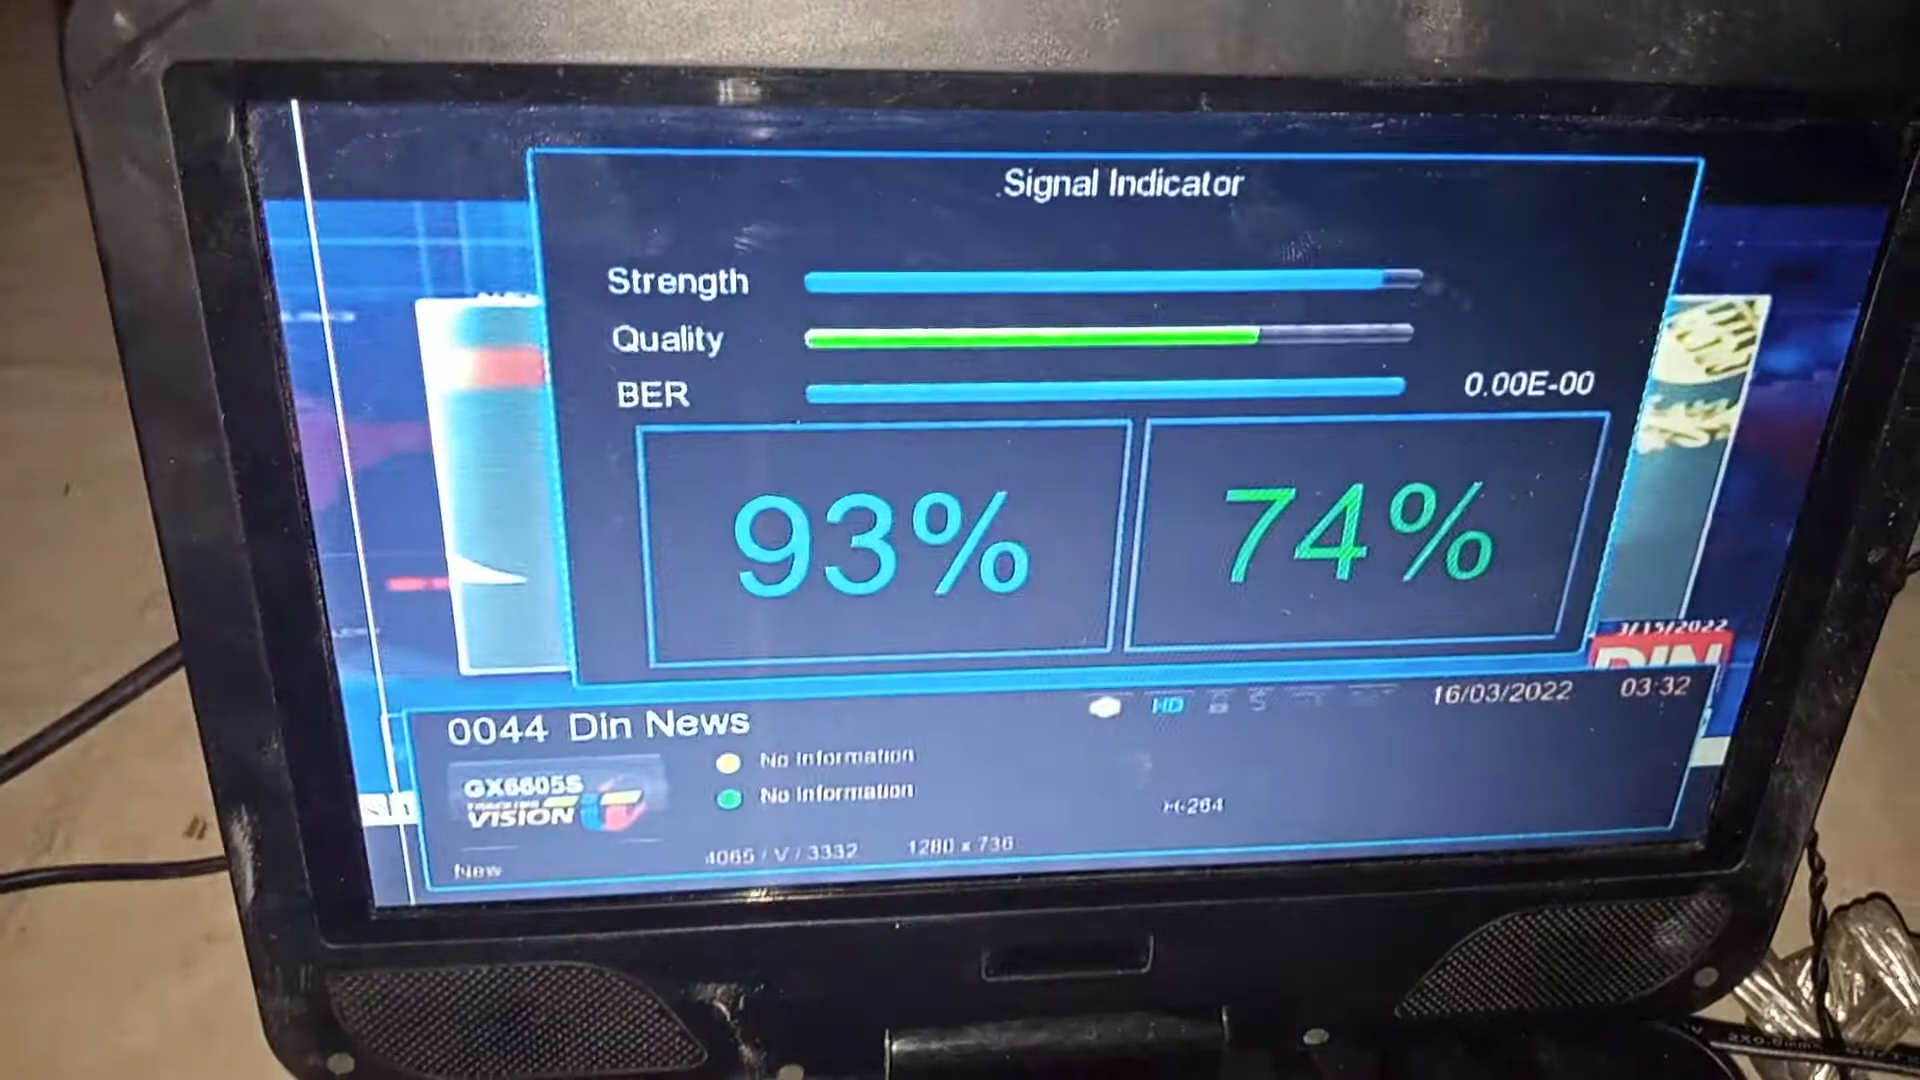 Signal Indicator
Strength
Quality
BER 0.00E-00
93% 74%
3/15/2022
DIN
0044 Din News HD 16/03/2022 03:32
No Information
GX6605S
No Information
VISION
H-264
4065 / V / 3332 1280 x 736
New